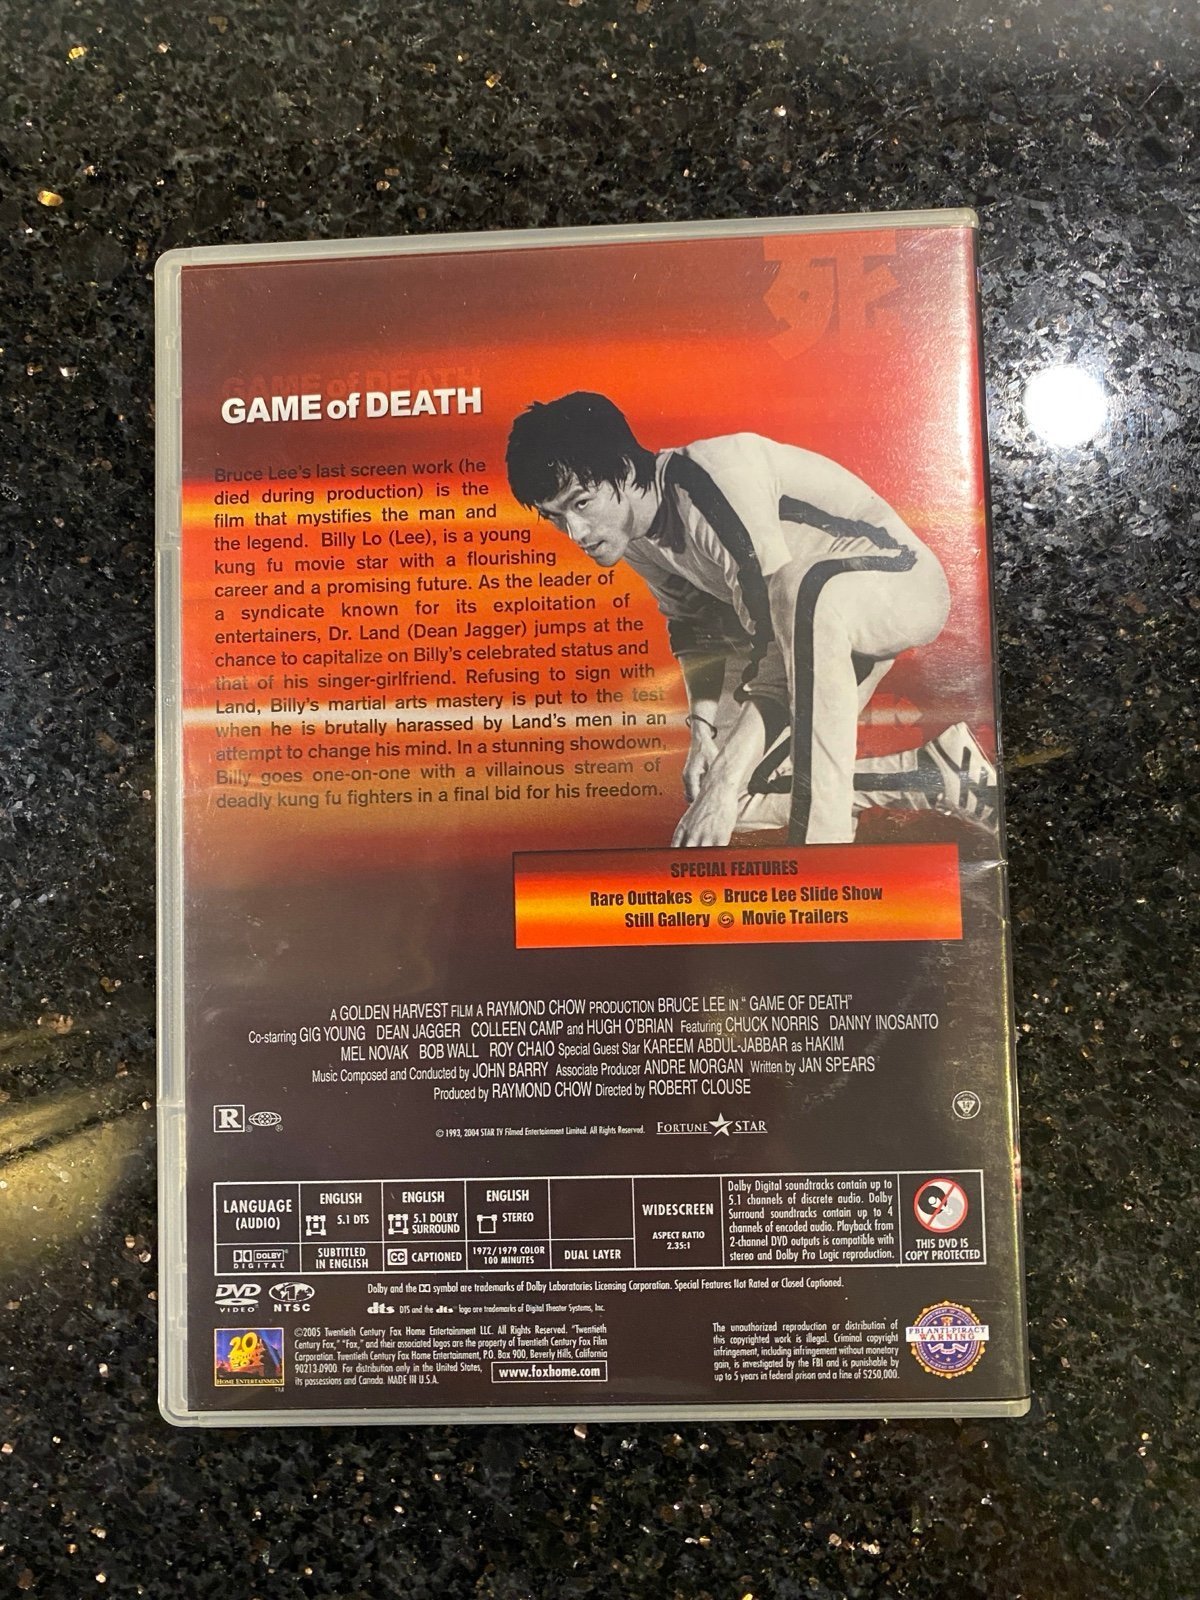 死
GAME of DEATH
GAME of DEATH
Bruce Lee's last screen work (he
died during production) is the
film that mystifies the man and
the legend. Billy Lo (Lee), is a young
kung fu movie star with a flourishing
career and a promising future. As the leader of
a syndicate known for its exploitation of
entertainers, Dr. Land (Dean Jagger) jumps at the
chance to capitalize on Billy's celebrated status and
that of his singer-girlfriend. Refusing to sign with
Land, Billy's martial arts mastery is put to the test
when he is brutally harassed by Land's men in an
attempt to change his mind. In a stunning showdown,
Billy goes one-on-one with a villainous stream of
deadly kung fu fighters in a final bid for his freedom.
SPECIAL FEATURES
Rare Outtakes Bruce Lee Slide Show
Still Gallery Movie Trailers
A GOLDEN HARVEST FILM A RAYMOND CHOW PRODUCTION BRUCE LEE IN " GAME OF DEATH"
Co-starring GIG YOUNG DEAN JAGGER COLLEEN CAMP and HUGH O'BRIAN Featuring CHUCK NORRIS DANNY INOSANTO
MEL NOVAK BOB WALL ROY CHAIO Special Guest Star KAREEM ABDUL-JABBAR as HAKIM
Music Composed and Conducted by JOHN BARRY Associate Producer ANDRE MORGAN Written by JAN SPEARS
Produced by RAYMOND CHOW Directed by ROBERT CLOUSE
R
© 1993, 2004 STAR TV Filmed Entertainment Limited. All Rights Reserved. FORTUNE STAR
LANGUAGE
(AUDIO)
ENGLISH
5.1 DTS
ENGLISH
5.1 DOLBY
SURROUND
ENGLISH
STEREO
WIDESCREEN
ASPECT RATIO
2.35:1
Dolby Digital soundtracks contain up to
5.1 channels of discrete audio. Dolby
Surround soundtracks contain up to 4
channels of encoded audio. Playback from
2-channel DVD outputs is compatible with
stereo and Dolby Pro Logic reproduction.
THIS DVD IS
COPY PROTECTED
DOLBY
DIGITAL
SUBTITLED
IN ENGLISH
CC CAPTIONED
1972/1979 COLOR
100 MINUTES
DUAL LAYER
DVD
VIDEO
NTSC
Dolby and the DD symbol are trademarks of Dolby Laboratories Licensing Corporation. Special Features Not Rated or Closed Captioned.
dts DTS and the dts logo are trademarks of Digital Theater Systems, Inc.
20th CENTURY FOX
HOME ENTERTAINMENT
TM
©2005 Twentieth Century Fox Home Entertainment LLC. All Rights Reserved. "Twentieth
Century Fox," "Fox," and their associated logos are the property of Twentieth Century Fox Film
Corporation. Twentieth Century Fox Home Entertainment, P.O. Box 900, Beverly Hills, California
90213-0900. For distribution only in the United States,
its possessions and Canada. MADE IN U.S.A.
www.foxhome.com
The unauthorized reproduction or distribution of
this copyrighted work is illegal. Criminal copyright
infringement, including infringement without monetary
gain, is investigated by the FBI and is punishable by
up to 5 years in federal prison and a fine of $250,000.
FBI ANTI-PIRACY
WARNING